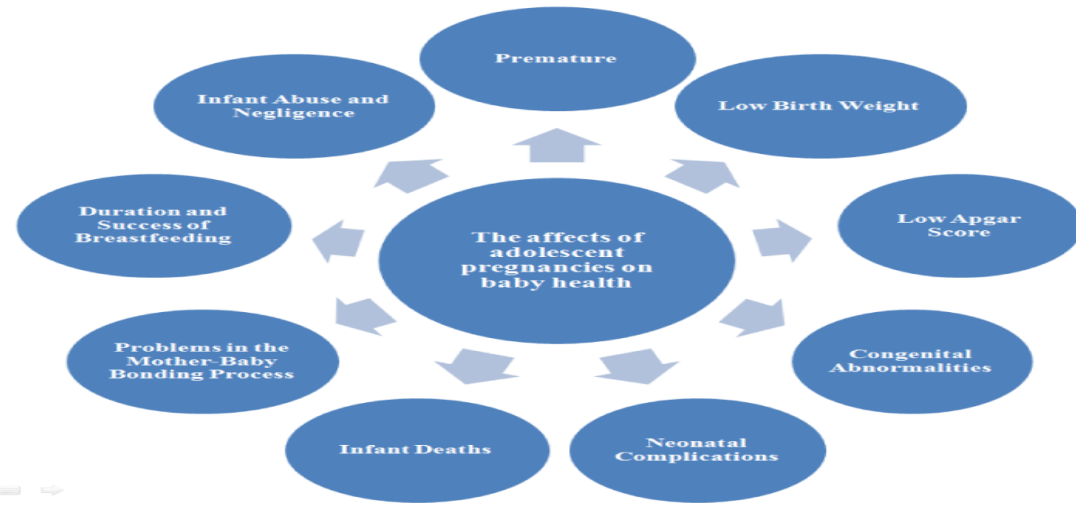 Premature
Low Birth Weight
Low Apgar
Score
Congenital
Abnormalities
Neonatal
Complications
Infant Deaths
Problems in the
Mother-Baby
Bonding Process
Duration and
Success of
Breastfeeding
Infant Abuse and
Negligence
The affects of
adolescent
pregnancies on
baby health